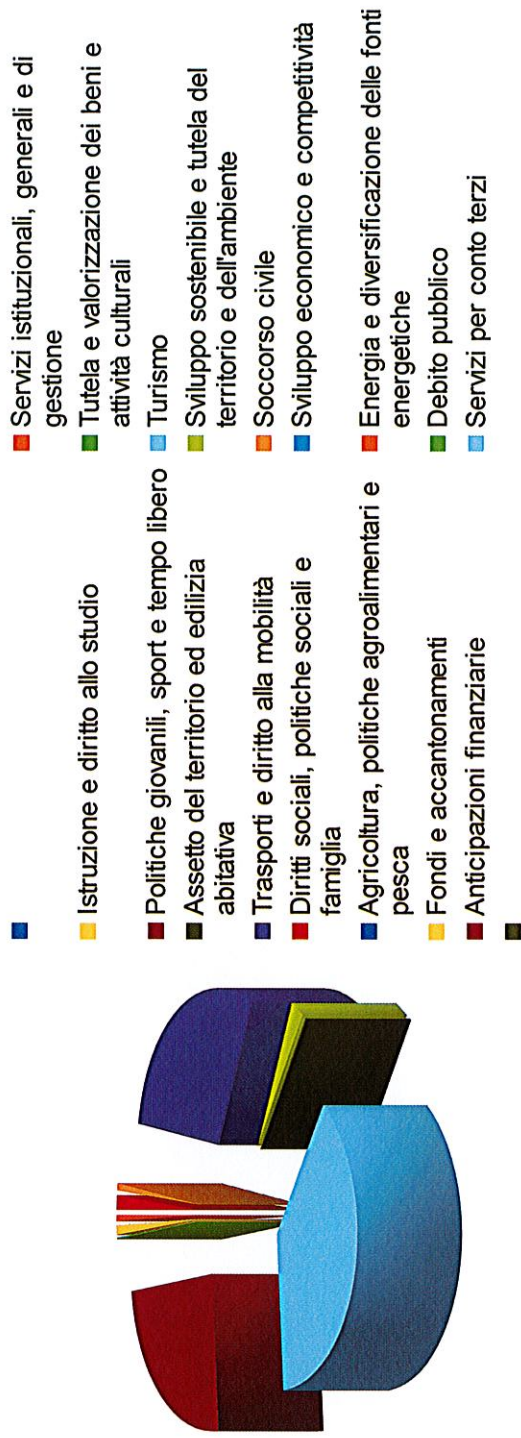 Servizi istituzionali, generali e di
gestione
Istruzione e diritto allo studio
Tutela e valorizzazione dei beni e
attività culturali
Politiche giovanili, sport e tempo libero
Turismo
Assetto del territorio ed edilizia
abitativa
Sviluppo sostenibile e tutela del
territorio e dell'ambiente
Trasporti e diritto alla mobilità
Soccorso civile
Diritti sociali, politiche sociali e
famiglia
Sviluppo economico e competitività
Agricoltura, politiche agroalimentari e
pesca
Energia e diversificazione delle fonti
energetiche
Fondi e accantonamenti
Debito pubblico
Anticipazioni finanziarie
Servizi per conto terzi